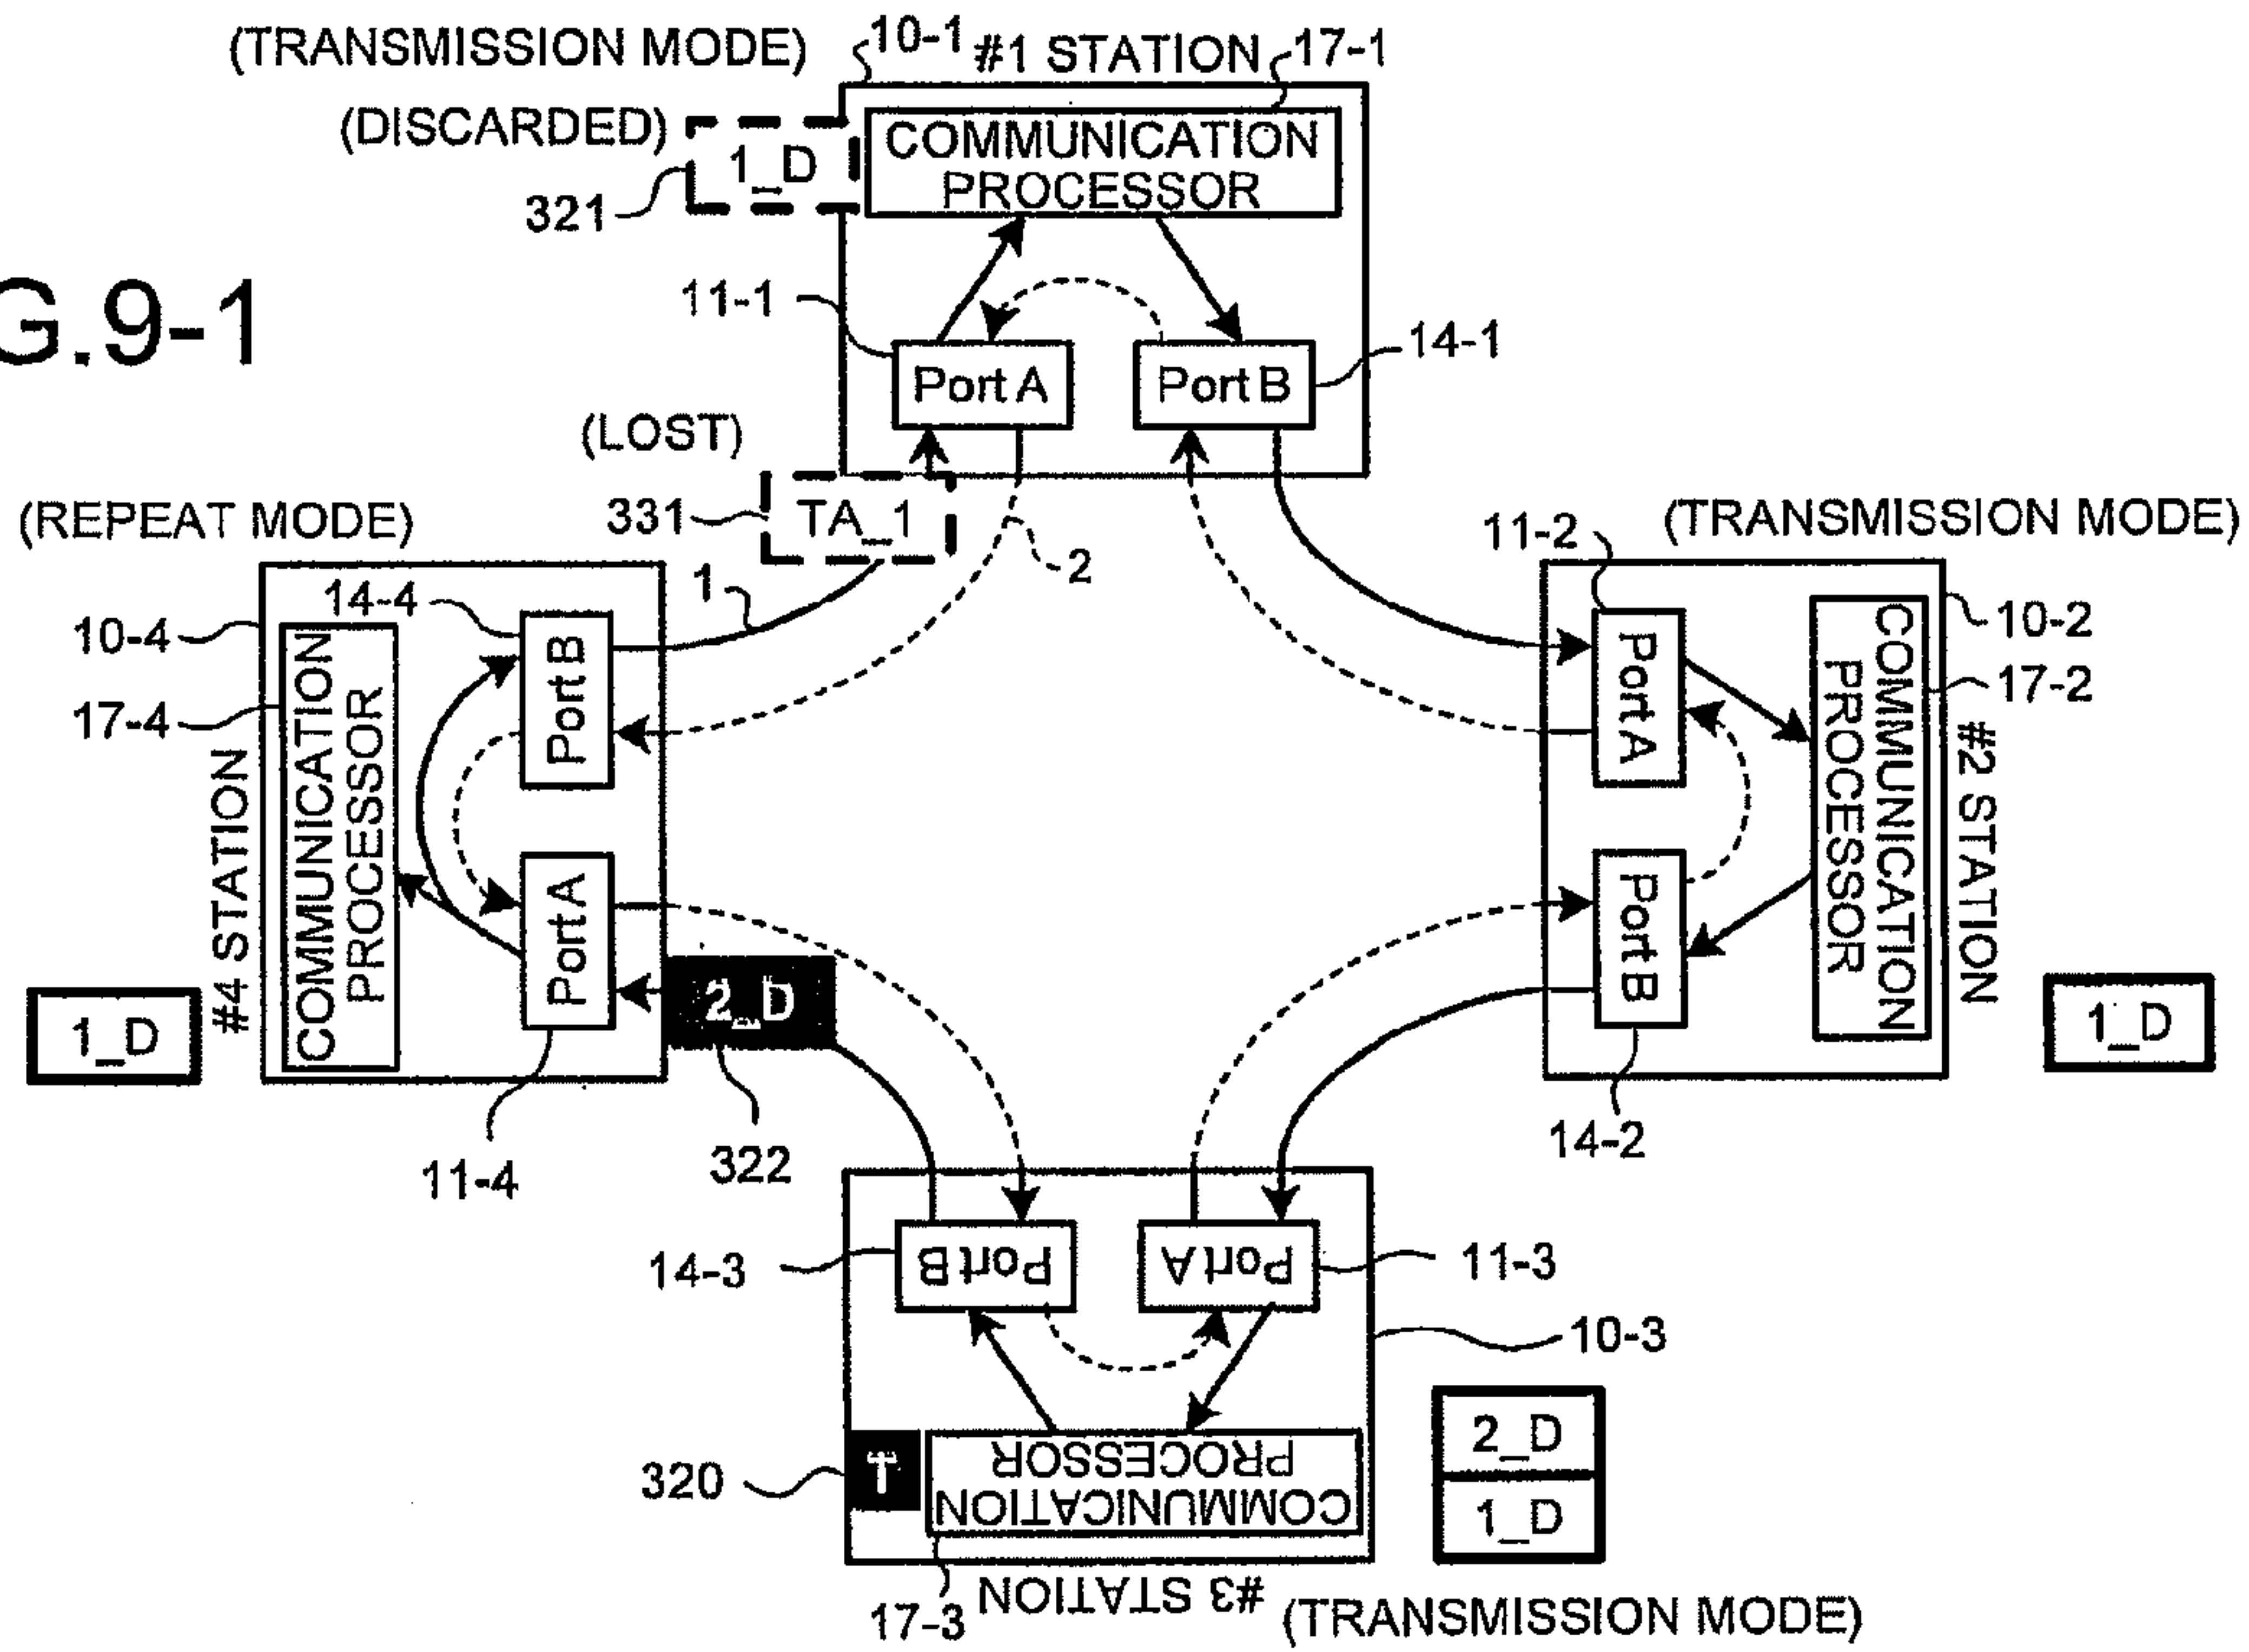 (TRANSMISSION MODE)
10-1
#1 STATION
17-1
(DISCARDED)
1_D
COMMUNICATION
PROCESSOR
321
G.9-1
11-1
14-1
Port A
Port B
(LOST)
(REPEAT MODE)
331
TA_1
2
11-2
(TRANSMISSION MODE)
1
14-4
10-4
17-4
10-2
17-2
Port B
Port A
COMMUNICATION
PROCESSOR
#4 STATION
Port A
Port B
COMMUNICATION
PROCESSOR
#2 STATION
1_D
2_D
1_D
11-4
322
14-2
14-3
Port B
Port A
11-3
10-3
320
T
COMMUNICATION
PROCESSOR
2_D
1_D
17-3
#3 STATION
(TRANSMISSION MODE)